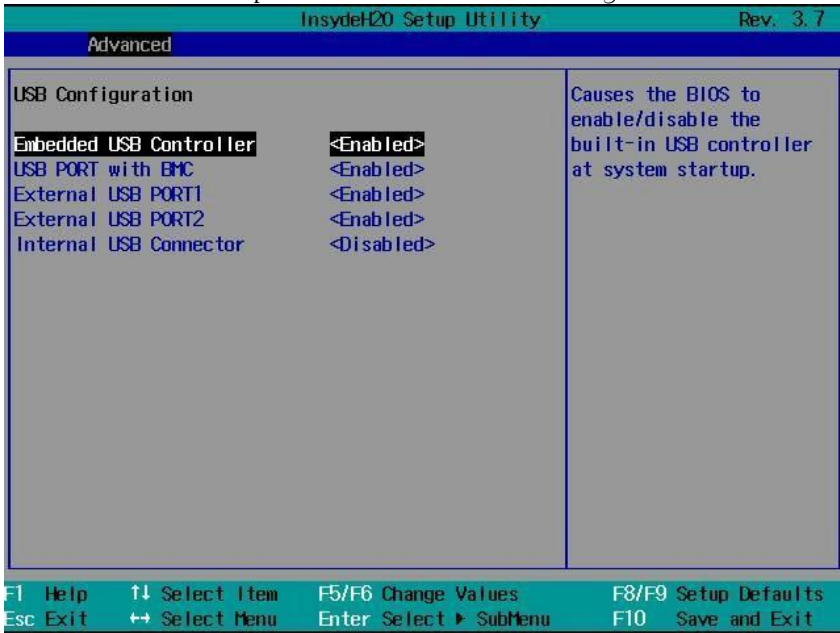 InsydeH2O Setup Utility Rev. 3.7
Advanced
USB Configuration
Embedded USB Controller <Enabled>
USB PORT with BMC <Enabled>
External USB PORT1 <Enabled>
External USB PORT2 <Enabled>
Internal USB Connector <Disabled>
Causes the BIOS to
enable/disable the
built-in USB controller
at system startup.
F1 Help ↑↓ Select Item F5/F6 Change Values F8/F9 Setup Defaults
Esc Exit ↔ Select Menu Enter Select ▶ SubMenu F10 Save and Exit